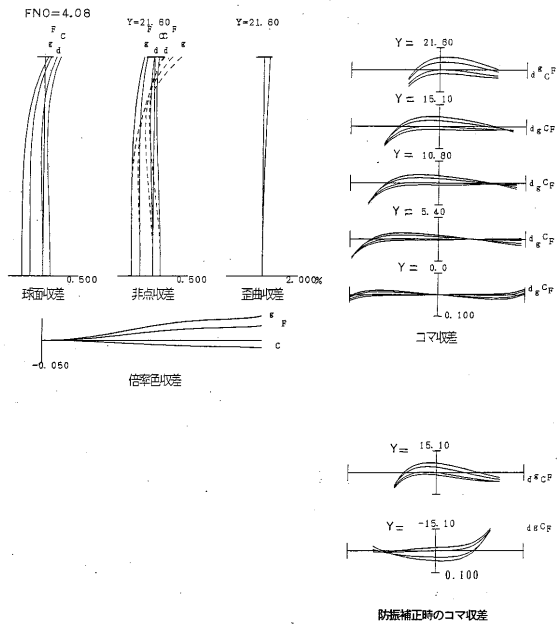 FNO=4.08
F C
g d
Y=21.60
F CC
g d d g
Y=21.60
0.500
球面収差
0.500
非点収差
2.000%
歪曲収差
g
F
C
-0.050
倍率色収差
Y= 21.60
d g C F
Y= 15.10
d g C F
Y= 10.80
d g C F
Y= 5.40
d g C F
Y= 0.0
d g C F
0.100
コマ収差
Y= 15.10
d g C F
Y= -15.10
d g C F
0.100
防振補正時のコマ収差